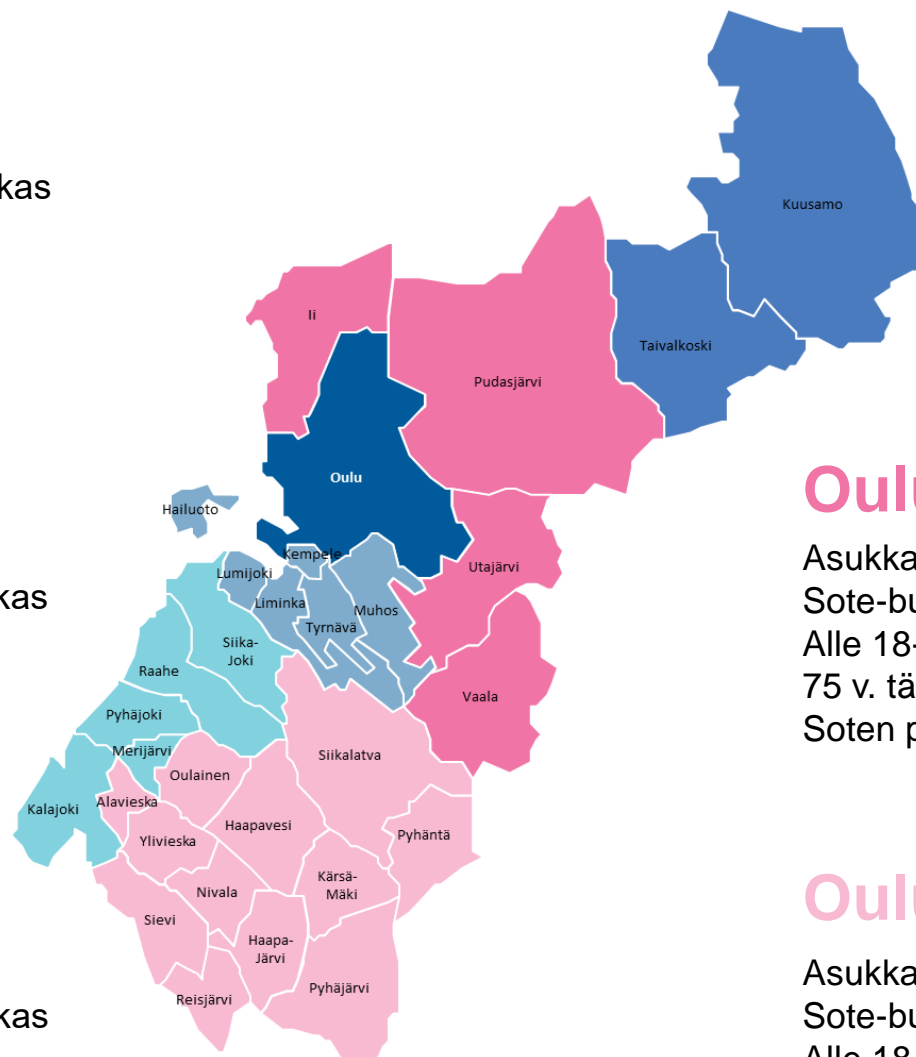 kas
Kuusamo
Ii
Taivalkoski
Pudasjärvi
Oulu
Oulu
Hailuoto
Asukka
Kempele
Utajärvi
Lumijoki
Sote-bu
kas
Liminka
Muhos
Tyrnävä
Alle 18-
Siika-
Joki
Raahe
75 v. tä
Vaala
Pyhäjoki
Soten p
Merijärvi
Siikalatva
Oulainen
Kalajoki
Alavieska
Haapavesi
Pyhäntä
Ylivieska
Kärsä-
Mäki
Nivala
Oulu
Sievi
Haapa-
Järvi
Asukka
Pyhäjärvi
Reisjärvi
kas
Sote-bu
Alle 18